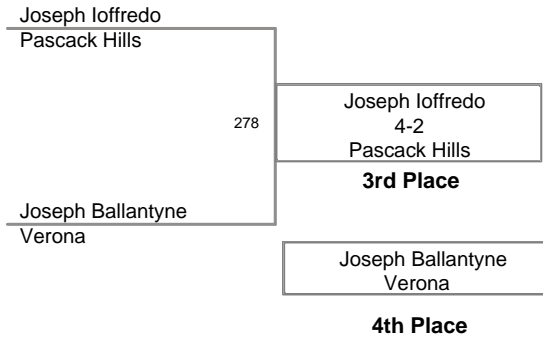 Joseph Ioffredo
Pascack Hills
278
Joseph Ioffredo
4-2
Pascack Hills
3rd Place
Joseph Ballantyne
Verona
Joseph Ballantyne
Verona
4th Place